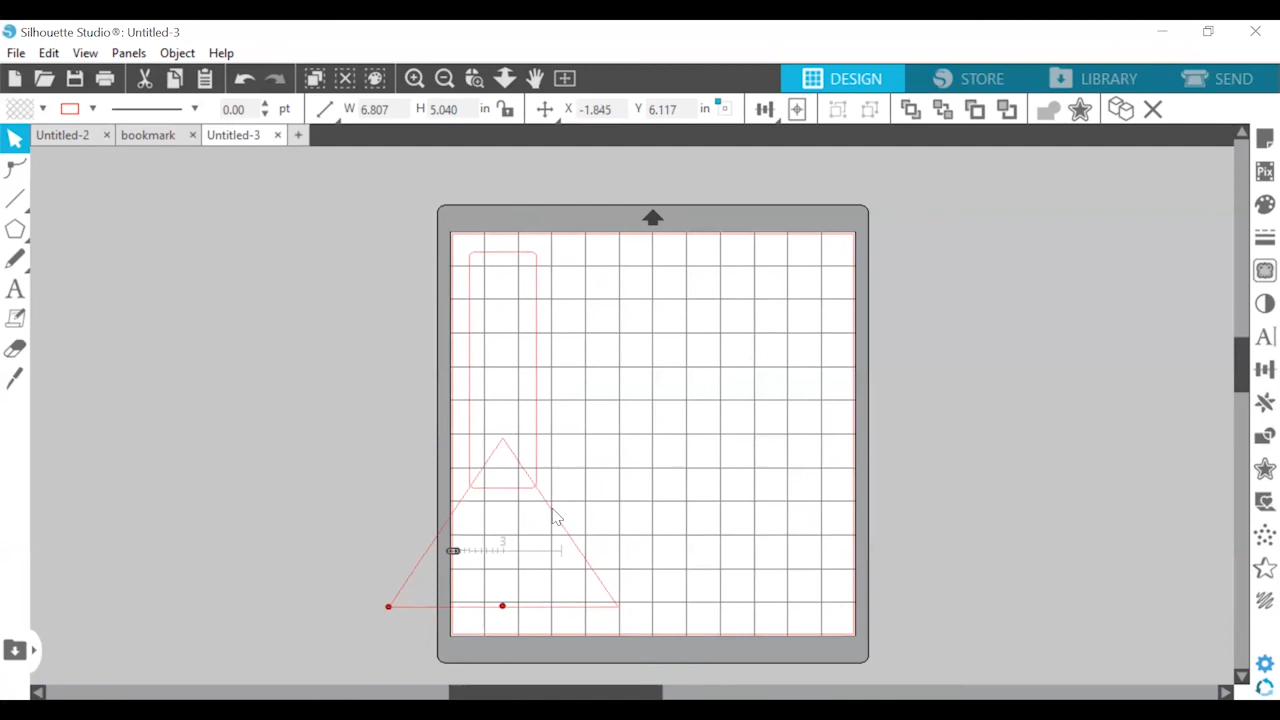 Silhouette Studio®: Untitled-3
File Edit View Panels Object Help
DESIGN STORE LIBRARY SEND
0.00 pt W 6.807 H 5.040 in X -1.845 Y 6.117 in
Untitled-2 × bookmark × Untitled-3 × +
Pix
A
A
3